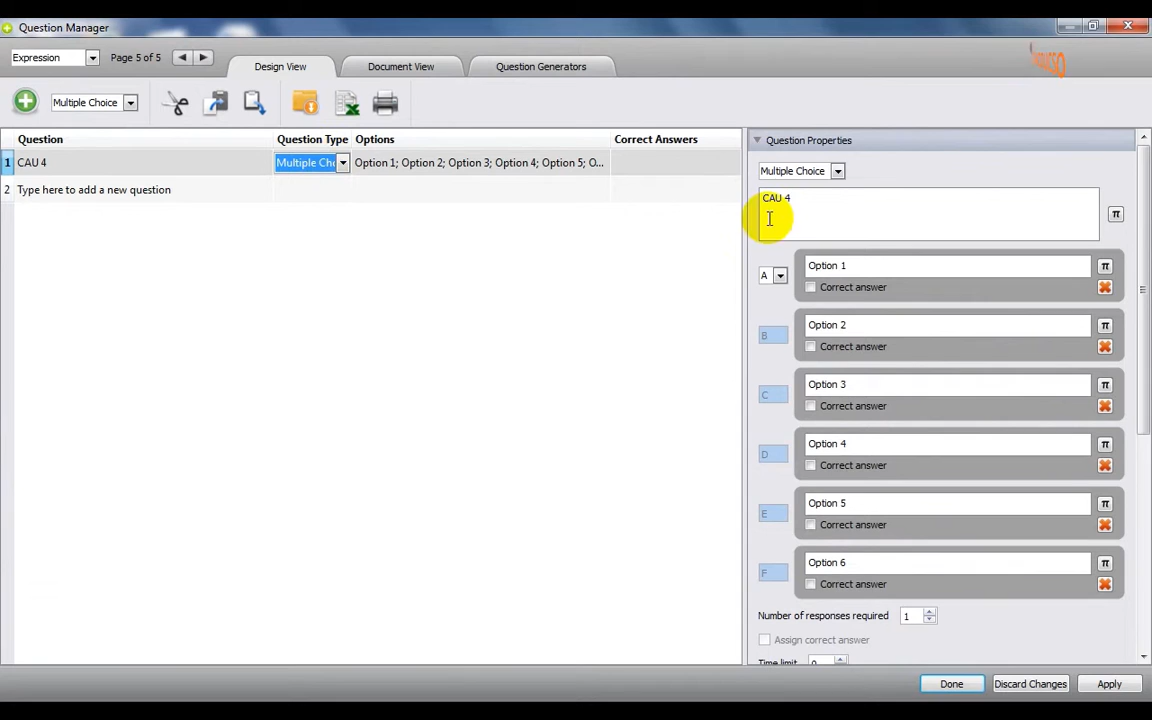 Question Manager
Expression Page 5 of 5
Design View Document View Question Generators
Multiple Choice
Question Question Type Options Correct Answers
1 CAU 4 Multiple Cho Option 1; Option 2; Option 3; Option 4; Option 5; O...
2 Type here to add a new question
Question Properties
Multiple Choice
CAU 4
π
A Option 1 π
Correct answer
B Option 2 π
Correct answer
C Option 3 π
Correct answer
D Option 4 π
Correct answer
E Option 5 π
Correct answer
F Option 6 π
Correct answer
Number of responses required 1
Assign correct answer
Time limit 0
Done Discard Changes Apply